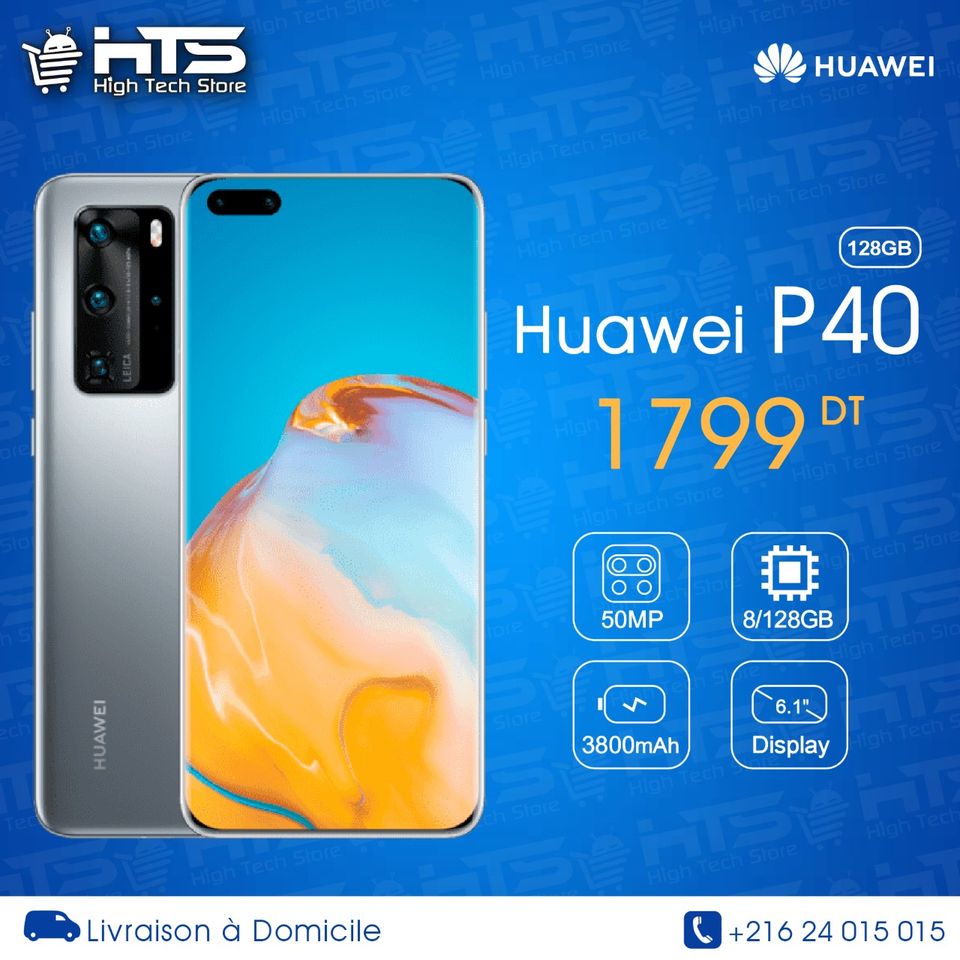 HTS
High Tech Store
HUAWEI
128GB
Huawei P40
1799 DT
LEICA
HUAWEI
50MP
8/128GB
3800mAh
6.1"
Display
Livraison à Domicile
+216 24 015 015